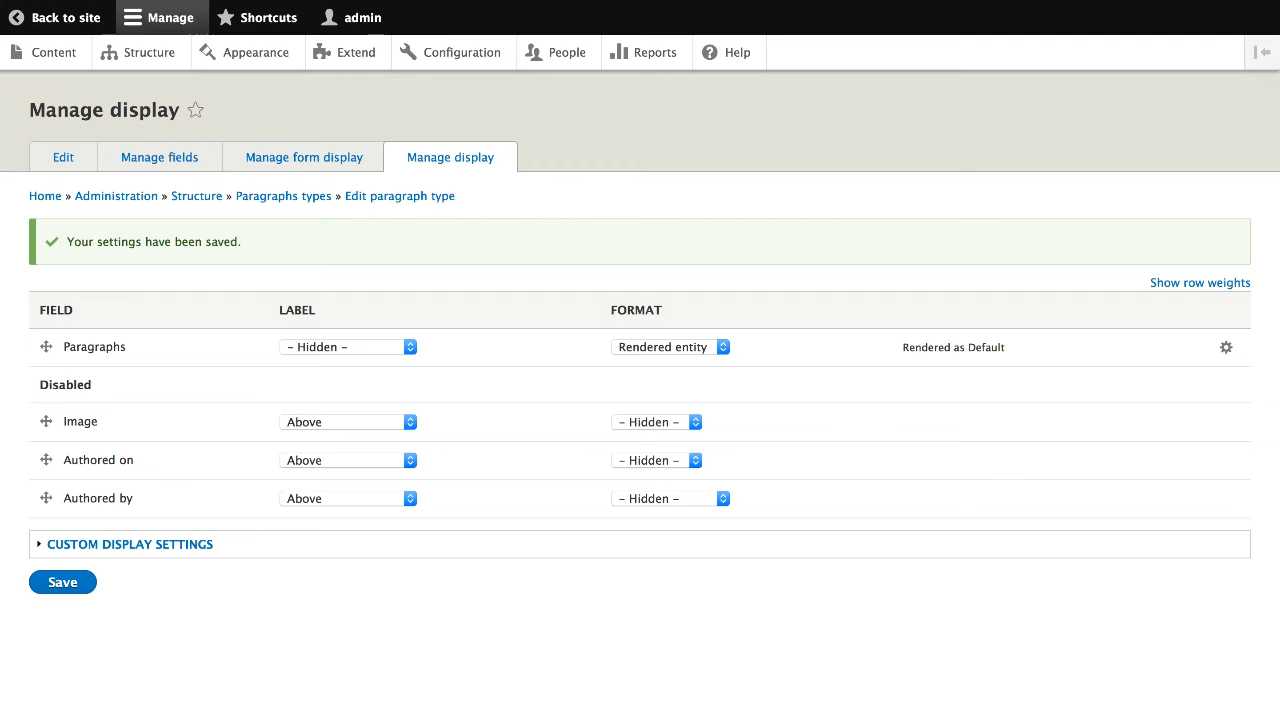 Back to site Manage Shortcuts admin
Content Structure Appearance Extend Configuration People Reports Help
Manage display
Edit Manage fields Manage form display Manage display
Home » Administration » Structure » Paragraphs types » Edit paragraph type
Your settings have been saved.
Show row weights
FIELD LABEL FORMAT
Paragraphs - Hidden - Rendered entity Rendered as Default
Disabled
Image Above - Hidden -
Authored on Above - Hidden -
Authored by Above - Hidden -
CUSTOM DISPLAY SETTINGS
Save